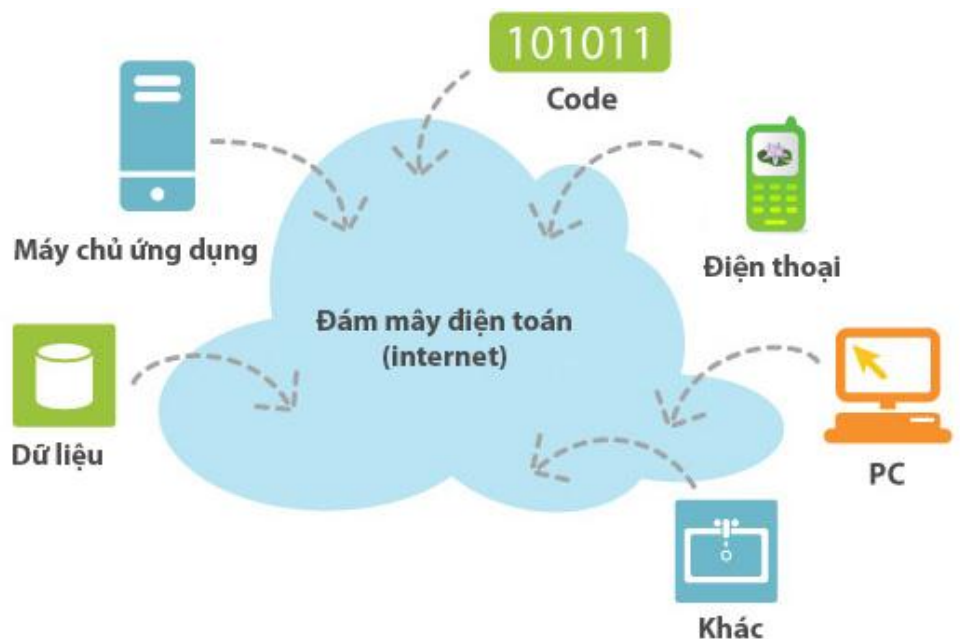 101011
Code
Máy chủ ứng dụng
Điện thoại
Đám mây điện toán
(internet)
Dữ liệu
PC
Khác